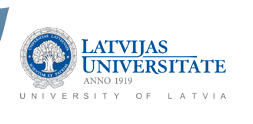 LATVIJAS
UNIVERSITĀTE
ANNO 1919
UNIVERSITY OF LATVIA